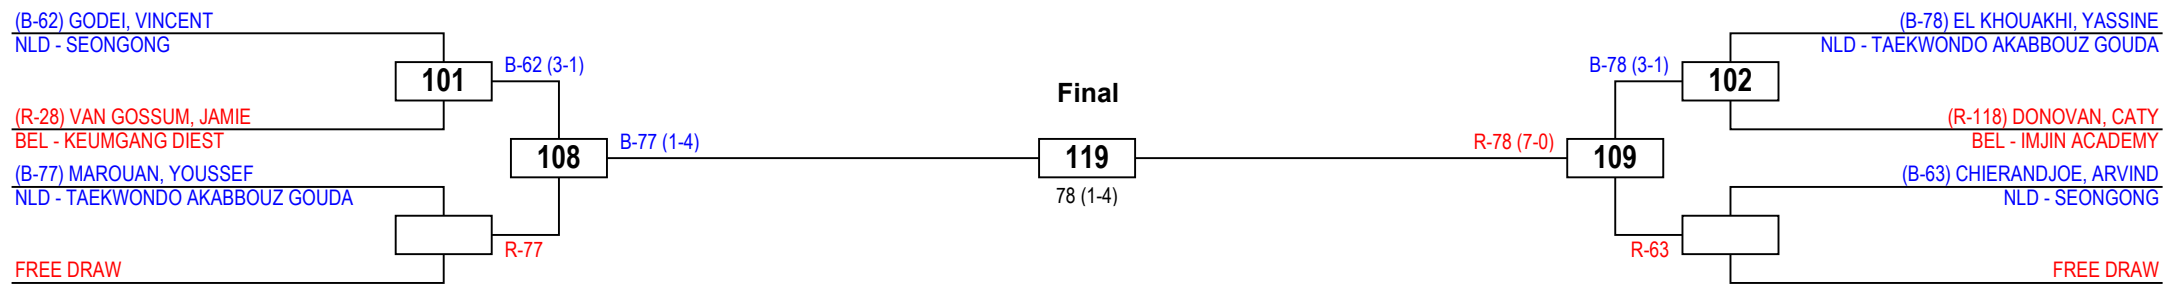 (B-62) GODEI, VINCENT
NLD - SEONGONG
101
B-62 (3-1)
(R-28) VAN GOSSUM, JAMIE
BEL - KEUMGANG DIEST
108
B-77 (1-4)
(B-77) MAROUAN, YOUSSEF
NLD - TAEKWONDO AKABBOUZ GOUDA
R-77
FREE DRAW
Final
119
78 (1-4)
(B-78) EL KHOUAKHI, YASSINE
NLD - TAEKWONDO AKABBOUZ GOUDA
B-78 (3-1)
102
(R-118) DONOVAN, CATY
BEL - IMJIN ACADEMY
R-78 (7-0)
109
(B-63) CHIERANDJOE, ARVIND
NLD - SEONGONG
R-63
FREE DRAW